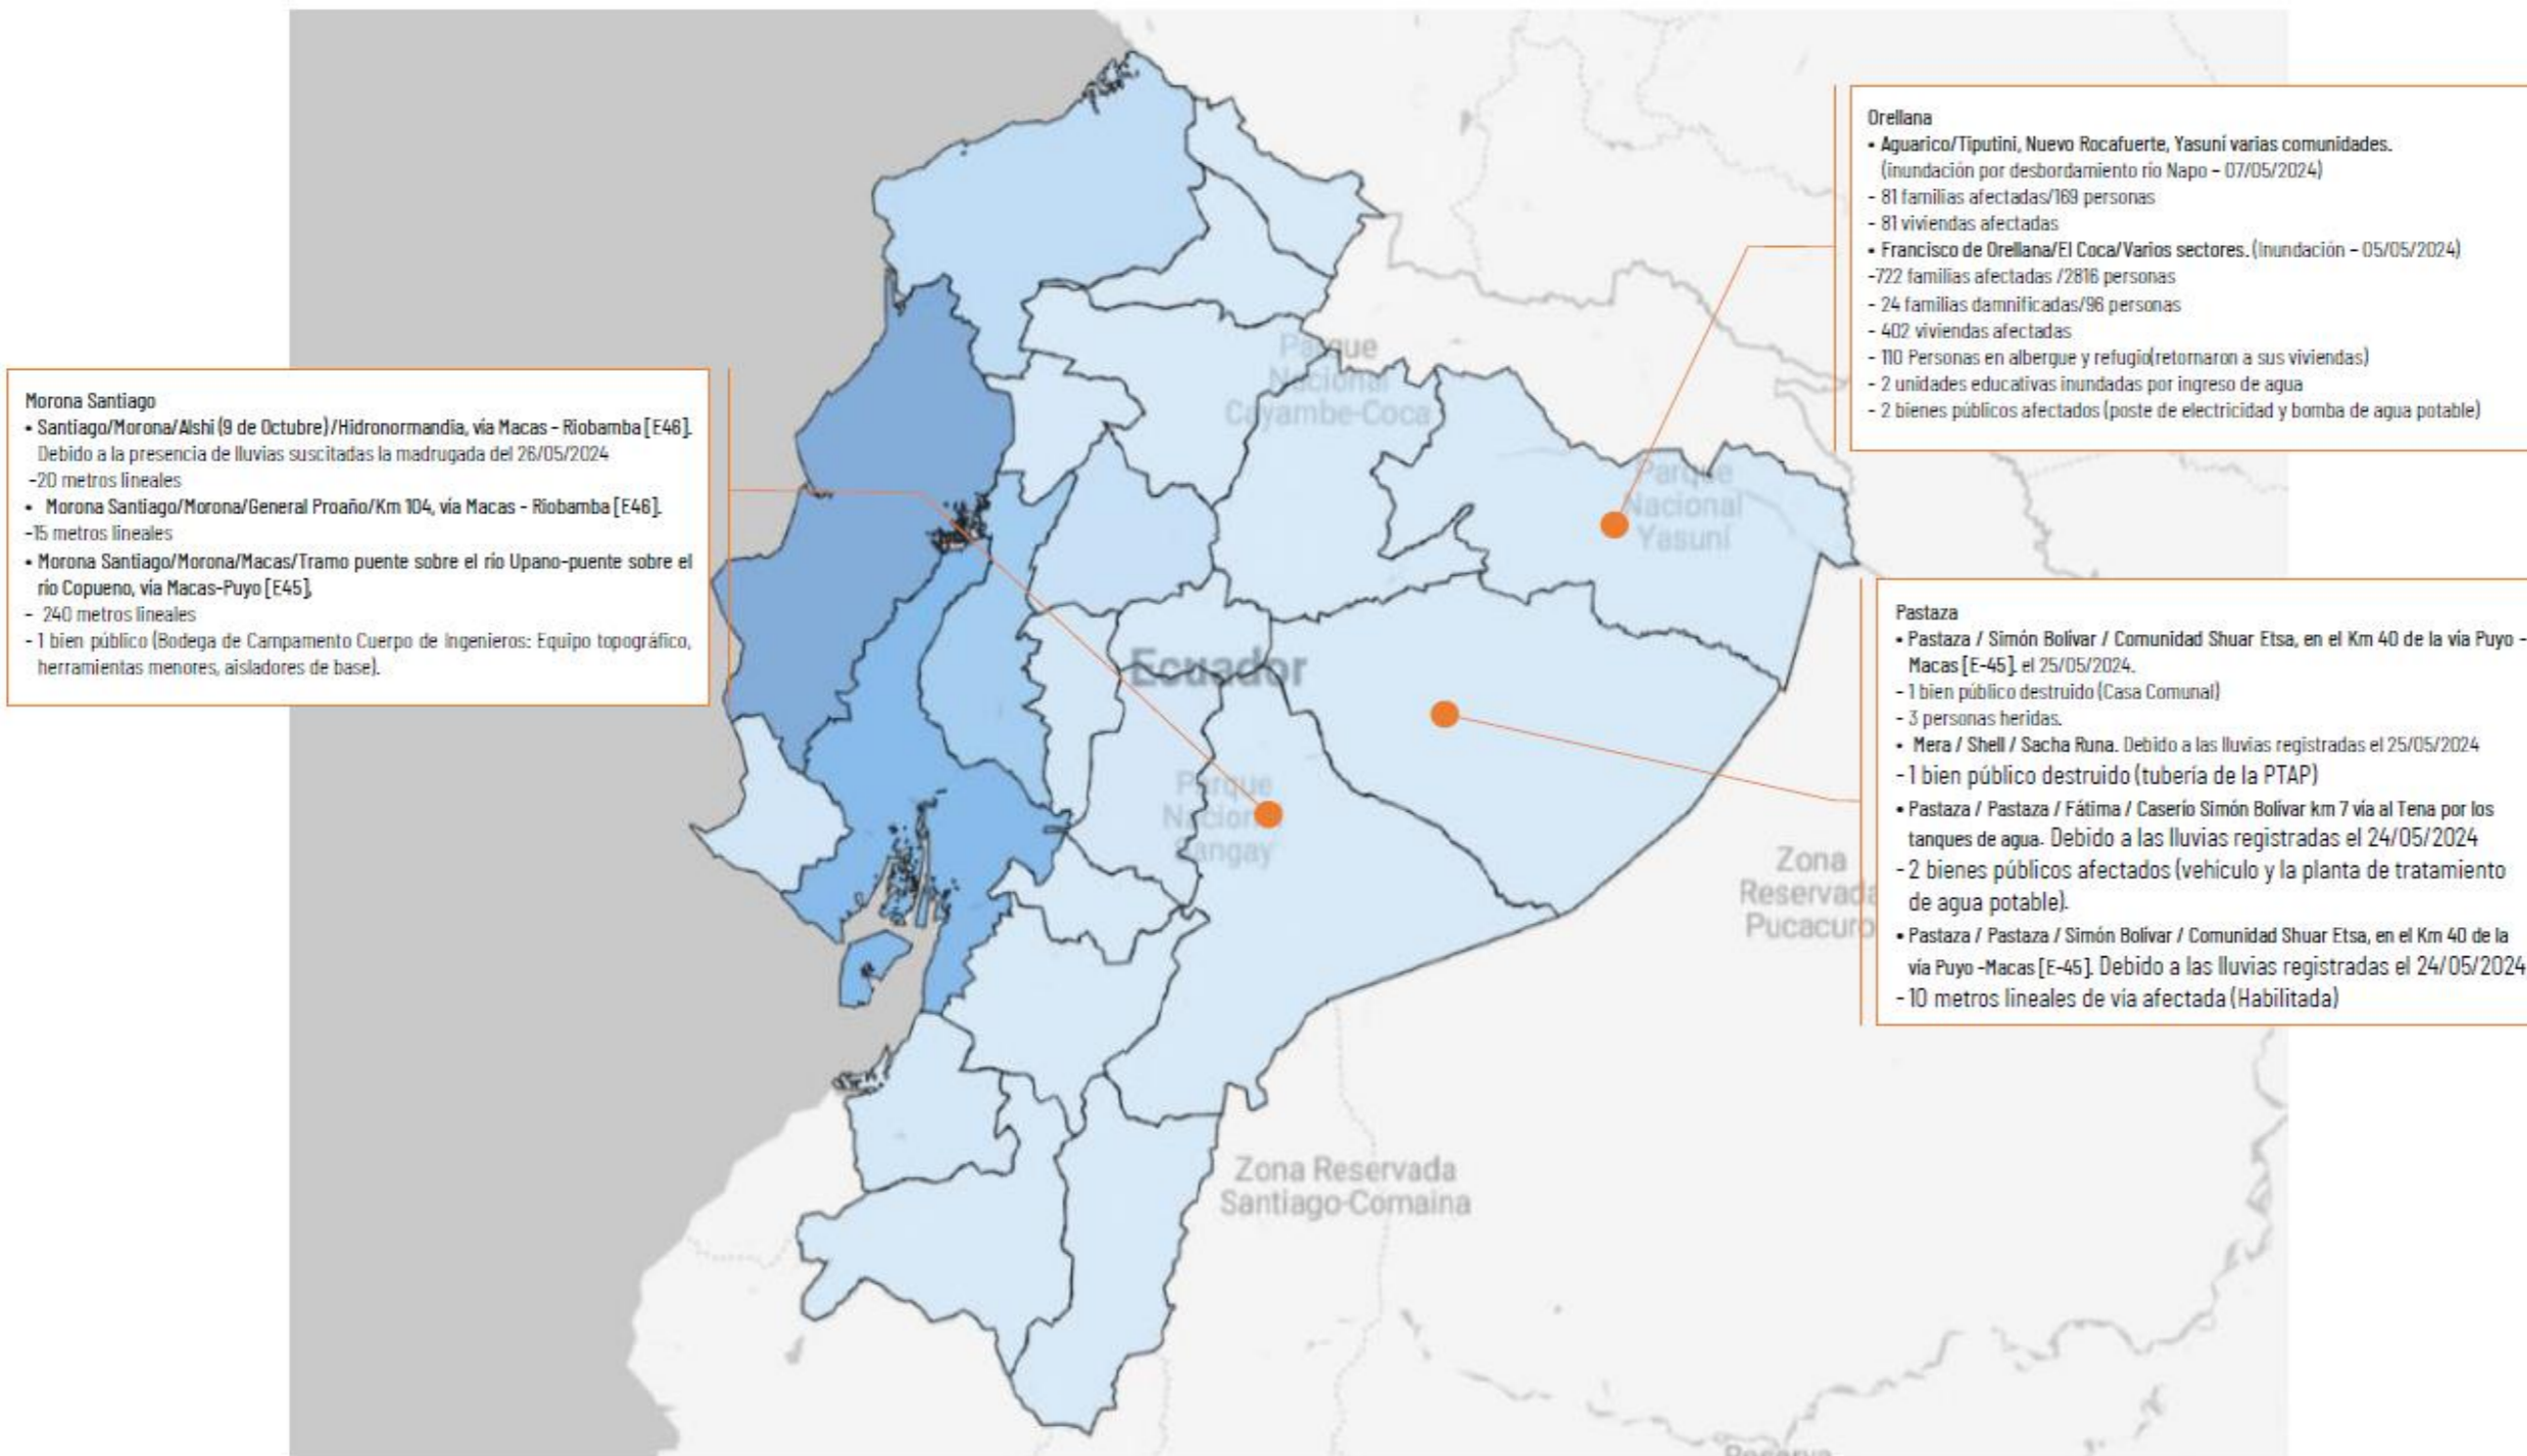 Morona Santiago
• Santiago/Morona/Alshi (9 de Octubre)/Hidronormandia, vía Macas - Riobamba [E46].
Debido a la presencia de lluvias suscitadas la madrugada del 26/05/2024
-20 metros lineales
• Morona Santiago/Morona/General Proaño/Km 104, vía Macas - Riobamba [E46].
-15 metros lineales
• Morona Santiago/Morona/Macas/Tramo puente sobre el río Upano-puente sobre el
río Copueno, vía Macas-Puyo [E45],
- 240 metros lineales
- 1 bien público (Bodega de Campamento Cuerpo de Ingenieros: Equipo topográfico,
herramientas menores, aisladores de base).
Orellana
• Aguarico/Tiputini, Nuevo Rocafuerte, Yasuní varias comunidades.
(inundación por desbordamiento río Napo – 07/05/2024)
- 81 familias afectadas/169 personas
- 81 viviendas afectadas
• Francisco de Orellana/El Coca/Varios sectores. (Inundación – 05/05/2024)
-722 familias afectadas /2816 personas
- 24 familias damnificadas/96 personas
- 402 viviendas afectadas
- 110 Personas en albergue y refugio(retornaron a sus viviendas)
- 2 unidades educativas inundadas por ingreso de agua
- 2 bienes públicos afectados (poste de electricidad y bomba de agua potable)
Pastaza
• Pastaza / Simón Bolívar / Comunidad Shuar Etsa, en el Km 40 de la vía Puyo –
Macas [E-45]. el 25/05/2024.
- 1 bien público destruido (Casa Comunal)
- 3 personas heridas.
• Mera / Shell / Sacha Runa. Debido a las lluvias registradas el 25/05/2024
- 1 bien público destruido (tubería de la PTAP)
• Pastaza / Pastaza / Fátima / Caserío Simón Bolívar km 7 vía al Tena por los
tanques de agua. Debido a las lluvias registradas el 24/05/2024
- 2 bienes públicos afectados (vehículo y la planta de tratamiento
de agua potable).
• Pastaza / Pastaza / Simón Bolívar / Comunidad Shuar Etsa, en el Km 40 de la
vía Puyo -Macas [E-45]. Debido a las lluvias registradas el 24/05/2024
- 10 metros lineales de vía afectada (Habilitada)
Parque
Nacional
Cayambe-Coca
Parque
Nacional
Yasuní
Ecuador
Parque
Nacional
Sangay
Zona
Reservada
Pucacuro
Zona Reservada
Santiago-Comaina